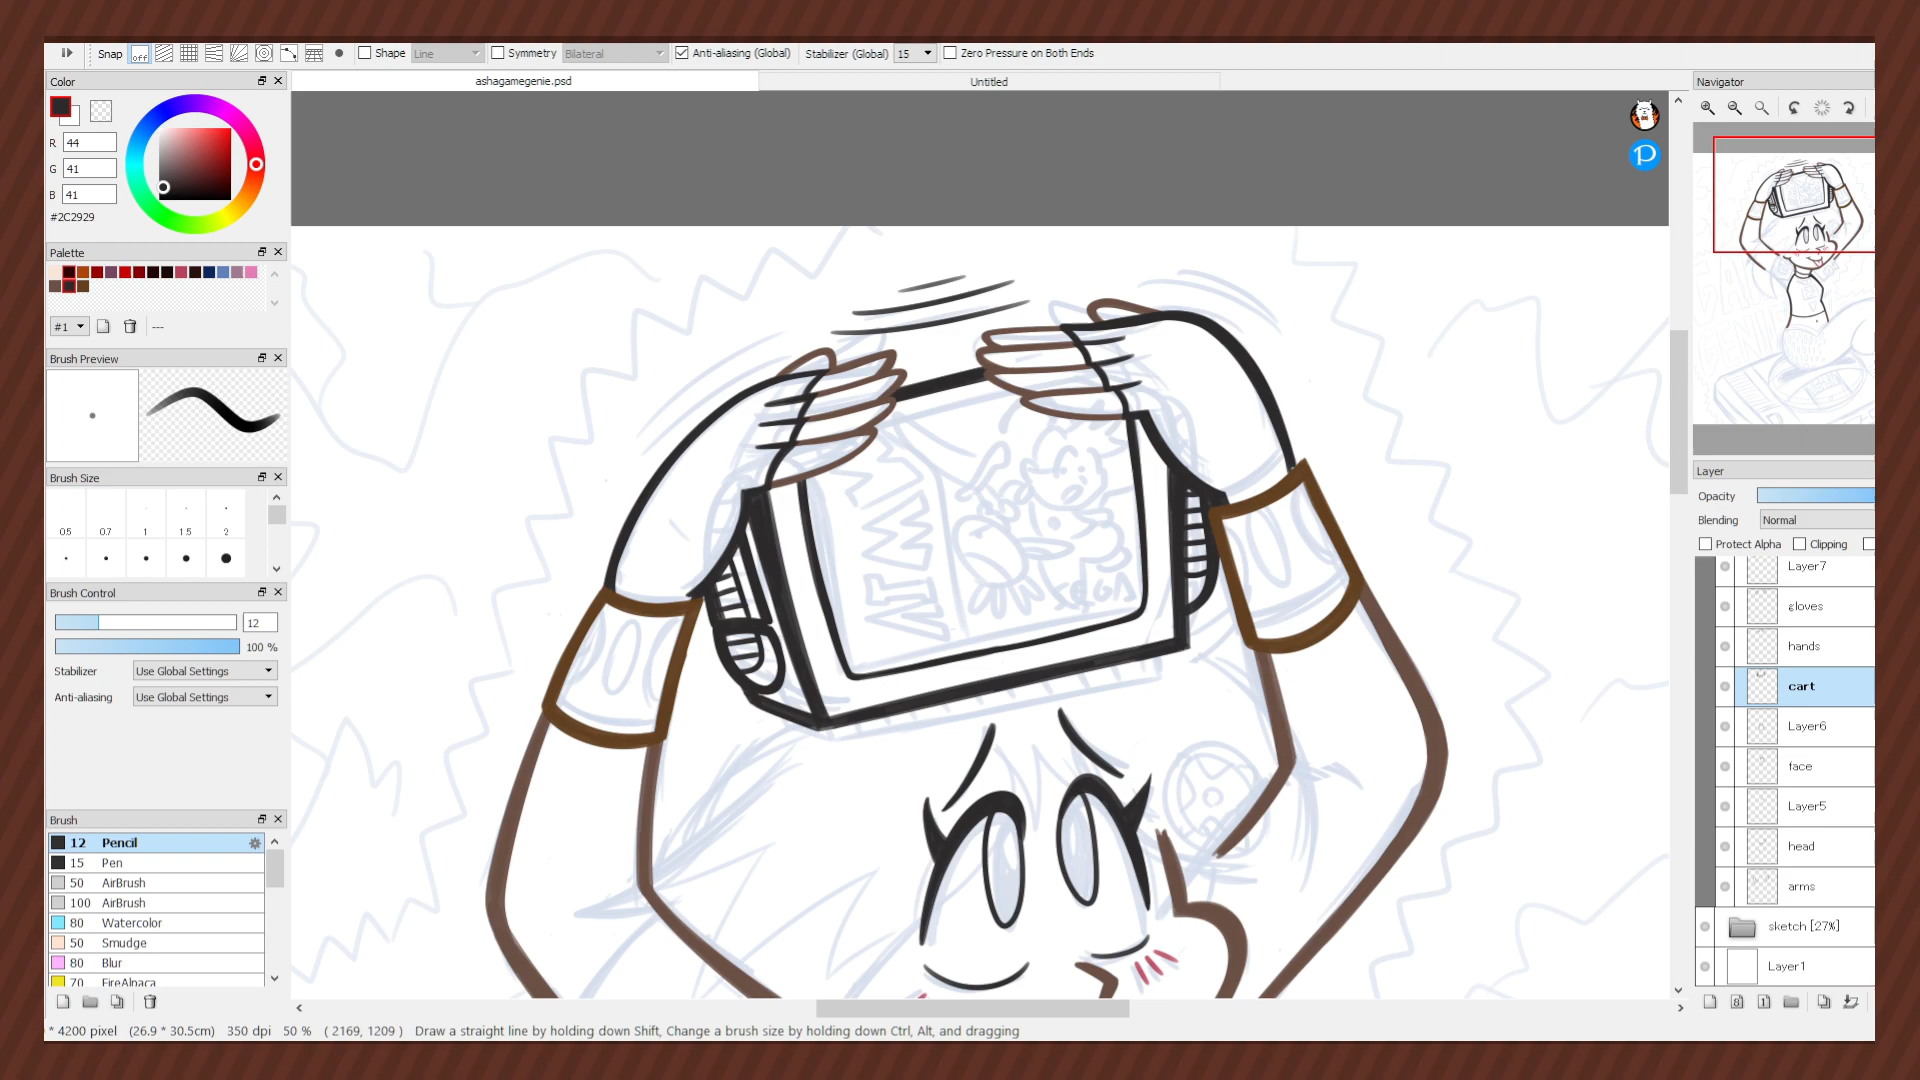 Snap off Shape Line Symmetry Bilateral Anti-aliasing (Global) Stabilizer (Global) 15 Zero Pressure on Both Ends
Color
ashagamegenie.psd
Untitled
Navigator
R 44
G 41
B 41
#2C2929
Palette
#1
---
Brush Preview
Brush Size
0.5 0.7 1 1.5 2
Brush Control
12
100 %
Stabilizer Use Global Settings
Anti-aliasing Use Global Settings
Brush
12 Pencil
15 Pen
50 AirBrush
100 AirBrush
80 Watercolor
50 Smudge
80 Blur
70 FireAlpaca
Layer
Opacity
Blending Normal
Protect Alpha Clipping
Layer7
gloves
hands
cart
Layer6
face
Layer5
head
arms
sketch [27%]
Layer1
* 4200 pixel (26.9 * 30.5cm) 350 dpi 50 % ( 2169, 1209 ) Draw a straight line by holding down Shift, Change a brush size by holding down Ctrl, Alt, and dragging